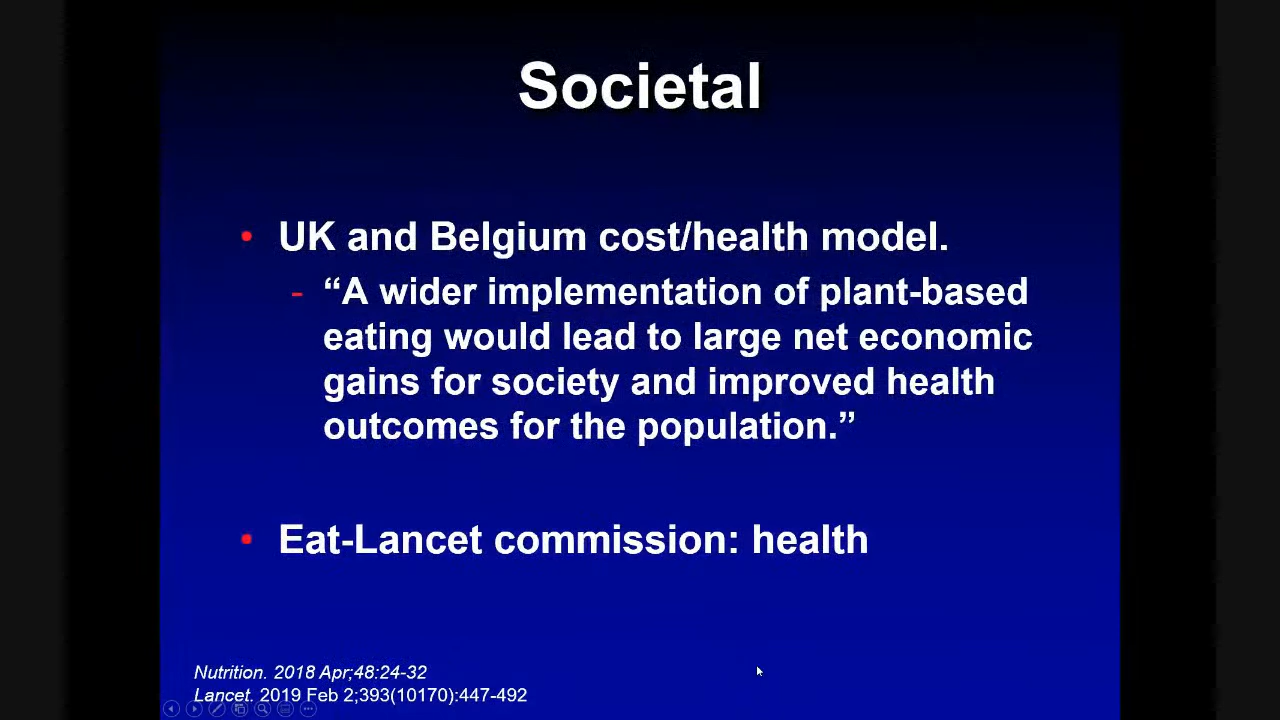 Societal
• UK and Belgium cost/health model.
- “A wider implementation of plant-based
eating would lead to large net economic
gains for society and improved health
outcomes for the population.”
• Eat-Lancet commission: health
Nutrition. 2018 Apr;48:24-32
Lancet. 2019 Feb 2;393(10170):447-492